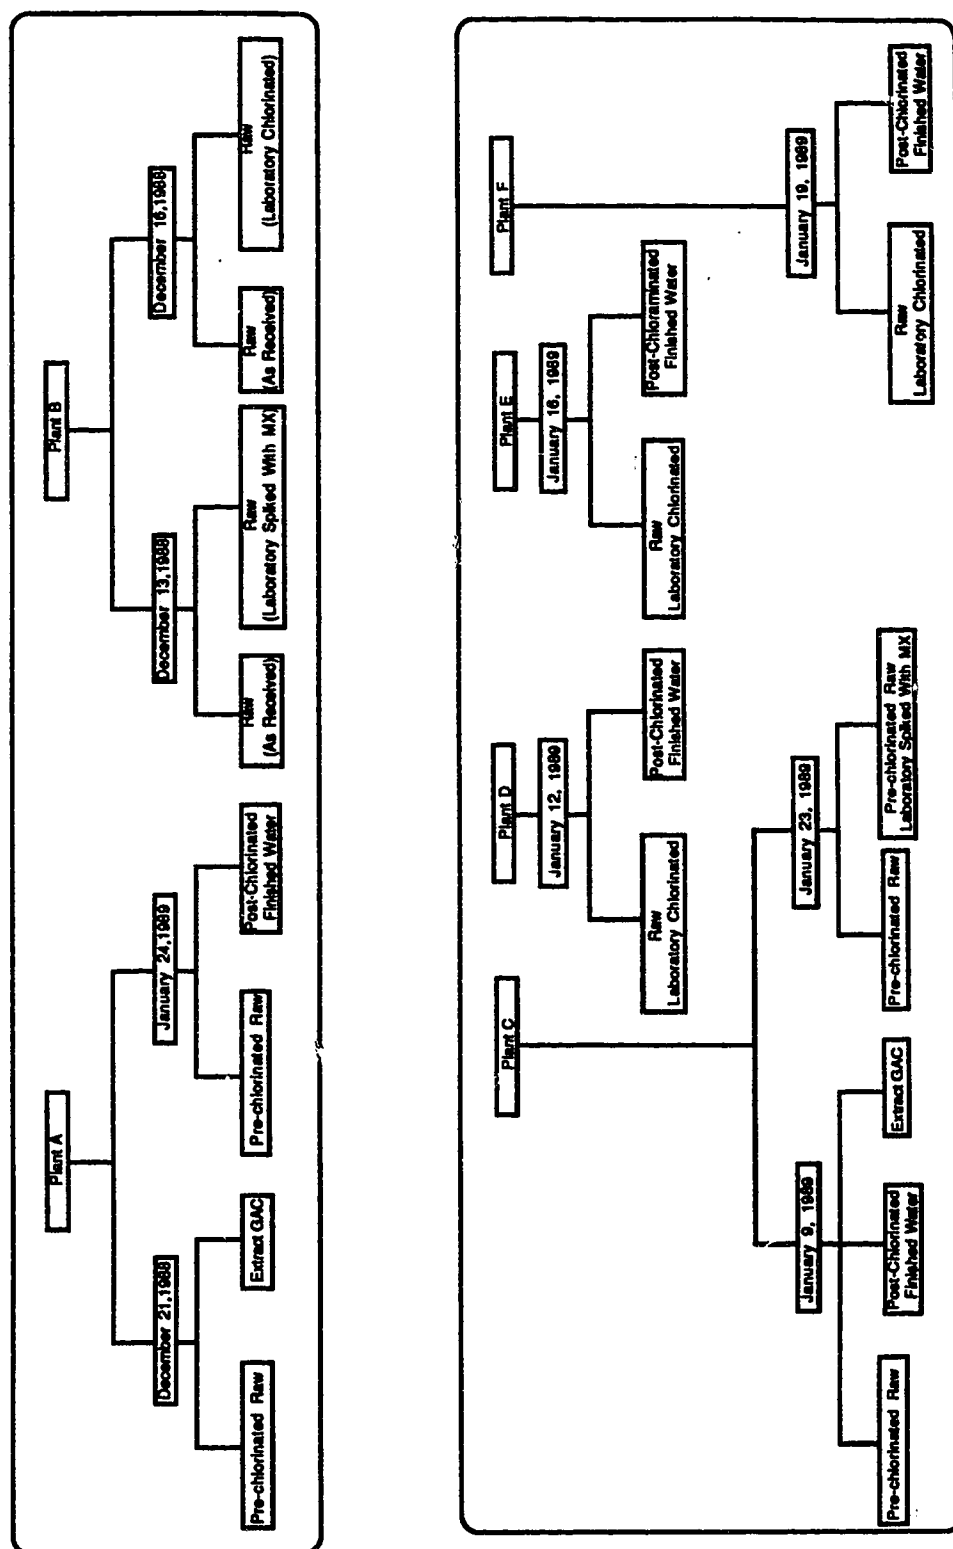 Plant A
December 21,1988
Pre-chlorinated Raw
Extract GAC
January 24,1989
Pre-chlorinated Raw
Post-Chlorinated
Finished Water
Plant B
December 13,1988
Raw
(As Received)
Raw
(Laboratory Spiked With MX)
December 16,1988
Raw
(As Received)
Raw
(Laboratory Chlorinated)
Plant C
January 9, 1989
Pre-chlorinated Raw
Post-Chlorinated
Finished Water
Extract GAC
January 23, 1989
Pre-chlorinated Raw
Pre-chlorinated Raw
Laboratory Spiked With MX
Plant D
January 12, 1989
Raw
Laboratory Chlorinated
Post-Chlorinated
Finished Water
Plant E
January 16, 1989
Raw
Laboratory Chlorinated
Post-Chloraminated
Finished Water
Plant F
January 19, 1989
Raw
Laboratory Chlorinated
Post-Chlorinated
Finished Water